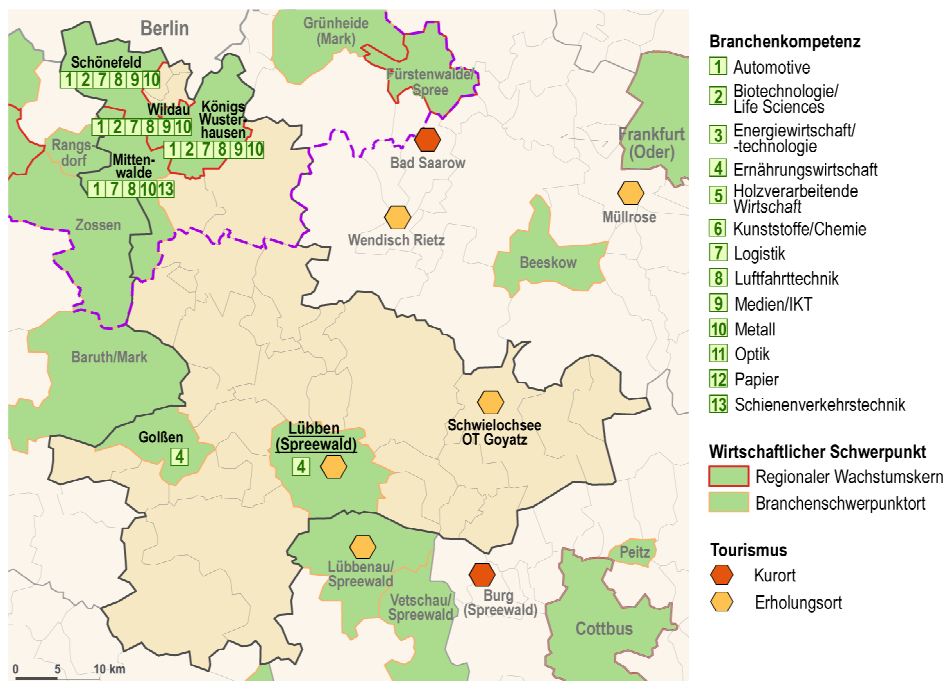 Berlin
Grünheide
(Mark)
Schönefeld
1 2 7 8 9 10
Fürstenwalde/
Spree
Wildau
1 2 7 8 9 10
Königs
Wuster-
hausen
1 2 7 8 9 10
Rangs-
dorf
Mitten-
walde
1 7 8 10 13
Frankfurt
(Oder)
Bad Saarow
Müllrose
Zossen
Wendisch Rietz
Beeskow
Baruth/Mark
Golßen
4
Lübben
(Spreewald)
4
Schwielochsee
OT Goyatz
Lübbenau/
Spreewald
Vetschau/
Spreewald
Burg
(Spreewald)
Peitz
Cottbus
0 5 10 km
Branchenkompetenz
1 Automotive
2 Biotechnologie/
Life Sciences
3 Energiewirtschaft/
-technologie
4 Ernährungswirtschaft
5 Holzverarbeitende
Wirtschaft
6 Kunststoffe/Chemie
7 Logistik
8 Luftfahrttechnik
9 Medien/IKT
10 Metall
11 Optik
12 Papier
13 Schienenverkehrstechnik
Wirtschaftlicher Schwerpunkt
Regionaler Wachstumskern
Branchenschwerpunktort
Tourismus
Kurort
Erholungsort